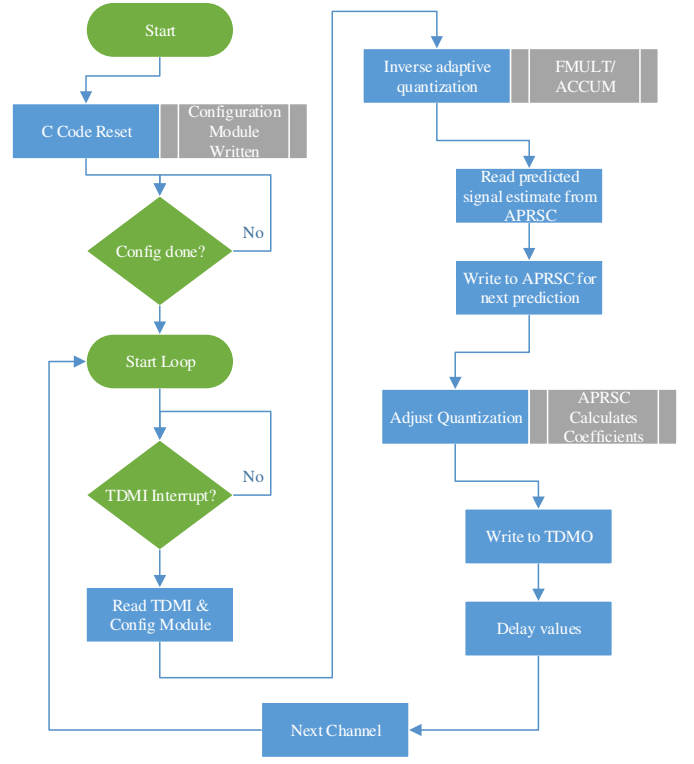 Start
C Code Reset
Configuration
Module
Written
No
Config done?
Start Loop
No
TDMI Interrupt?
Read TDMI &
Config Module
Inverse adaptive
quantization
FMULT/
ACCUM
Read predicted
signal estimate from
APRSC
Write to APRSC for
next prediction
Adjust Quantization
APRSC
Calculates
Coefficients
Write to TDMO
Delay values
Next Channel